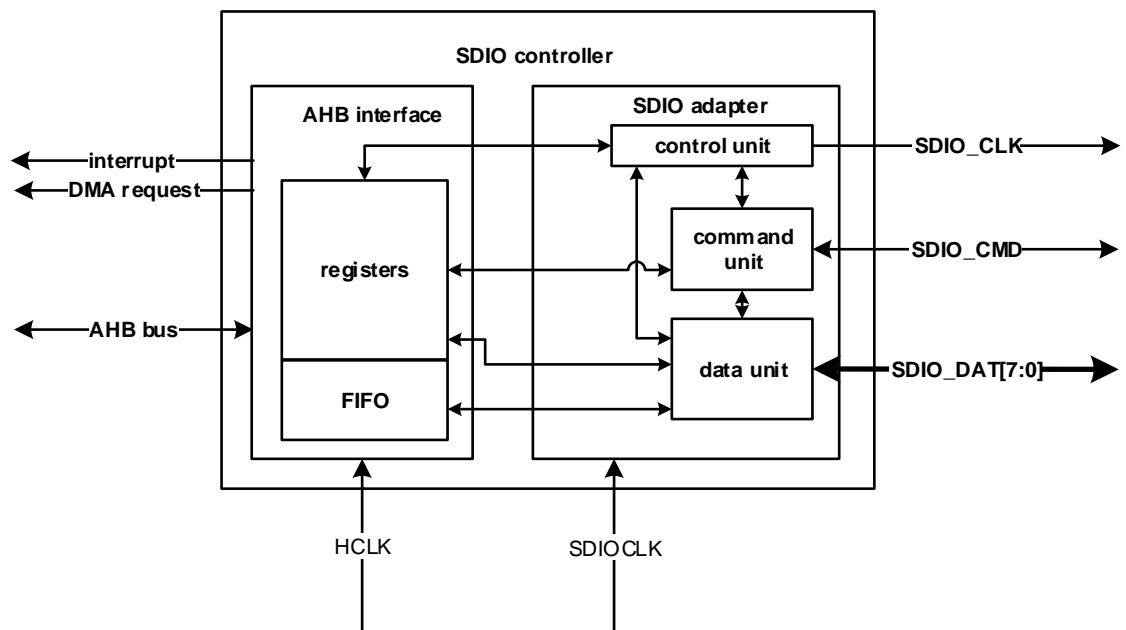 SDIO controller
AHB interface
SDIO adapter
control unit
SDIO_CLK
interrupt
DMA request
registers
command
unit
SDIO_CMD
AHB bus
data unit
SDIO_DAT[7:0]
FIFO
HCLK
SDIOCLK